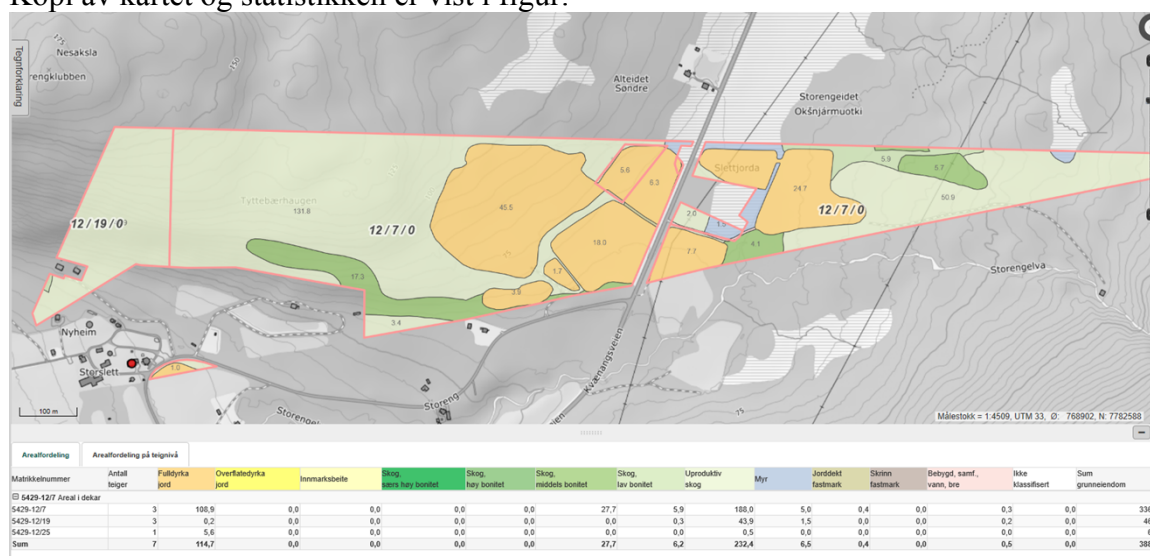 Kopi av kartet og statistikken er vist i figur:
175
Nesaksla
150
Tegnforklaring
Alteidet
Søndre
Storengeidet
Okšnjármuotki
5.6
6.3
Slettjorda
5.9
5.7
24.7
50.9
Tyttebærhaugen
131.8
45.5
12/19/0
12/7/0
12/7/0
2.0
1.5
18.0
7.7
4.1
17.3
1.7
3.9
3.4
Storengelva
Nyheim
Storslett
1.0
Storeng
Kvænangsveien
75
100 m
Målestokk = 1:4509, UTM 33, Ø: 768902, N: 7782588
Arealfordeling Arealfordeling på teignivå
Matrikkelnummer Antall teiger Fulldyrka jord Overflatedyrka jord Innmarksbeite Skog, særs høy bonitet Skog, høy bonitet Skog, middels bonitet Skog, lav bonitet Uproduktiv skog Myr Jorddekt fastmark Skrinn fastmark Bebygd, samf., vann, bre Ikke klassifisert Sum grunneiendom
5429-12/7 Areal i dekar
5429-12/7 3 108,9 0,0 0,0 0,0 0,0 27,7 5,9 188,0 5,0 0,4 0,0 0,3 0,0
5429-12/19 3 0,2 0,0 0,0 0,0 0,0 0,0 0,3 43,9 1,5 0,0 0,0 0,2 0,0
5429-12/25 1 5,6 0,0 0,0 0,0 0,0 0,0 0,0 0,5 0,0 0,0 0,0 0,0 0,0
Sum 7 114,7 0,0 0,0 0,0 0,0 27,7 6,2 232,4 6,5 0,4 0,0 0,5 0,0